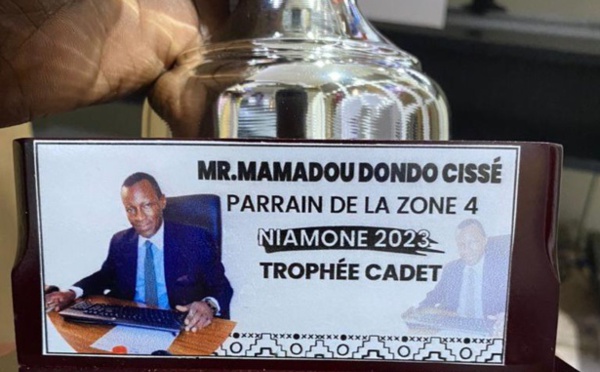 MR.MAMADOU DONDO CISSÉ
PARRAIN DE LA ZONE 4
NIAMONE 2023
TROPHÉE CADET